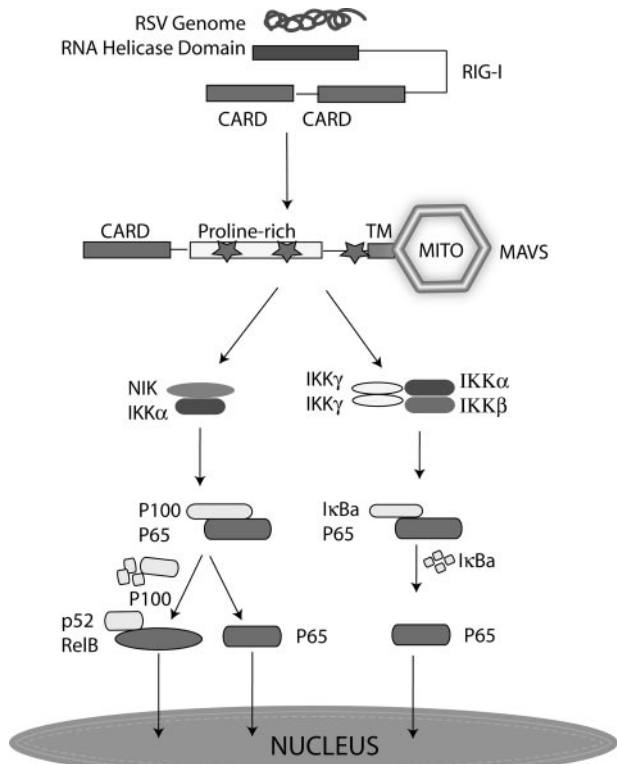 RSV Genome
RNA Helicase Domain
RIG-I
CARD CARD
CARD Proline-rich TM
MITO MAVS
NIK
IKKα
IKKγ IKKα
IKKγ IKKβ
P100
P65
IκBa
P65
IκBa
P100
p52
RelB
P65
P65
NUCLEUS